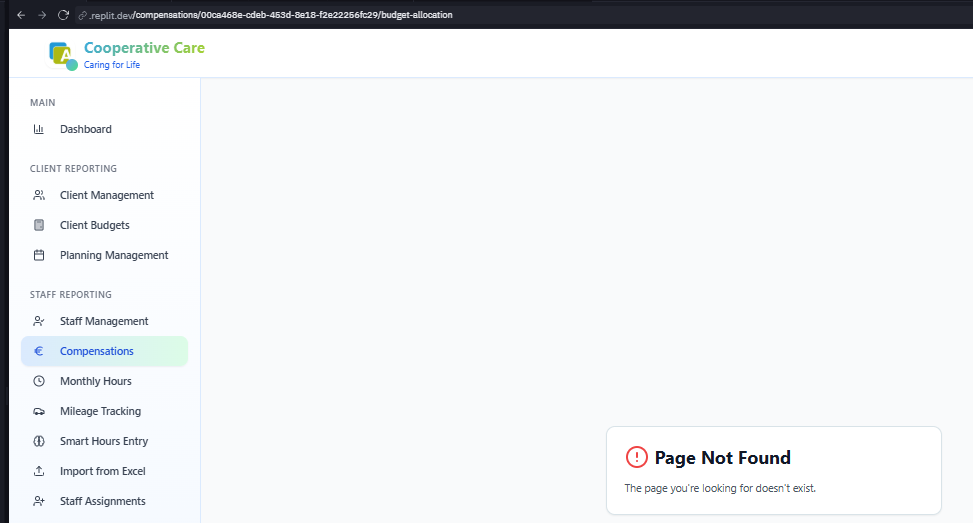 .replit.dev/compensations/00ca468e-cdeb-453d-8e18-f2e22256fc29/budget-allocation
A
Cooperative Care
Caring for Life
MAIN
Dashboard
CLIENT REPORTING
Client Management
Client Budgets
Planning Management
STAFF REPORTING
Staff Management
€ Compensations
Monthly Hours
Mileage Tracking
Smart Hours Entry
Import from Excel
Staff Assignments
Page Not Found
The page you're looking for doesn't exist.